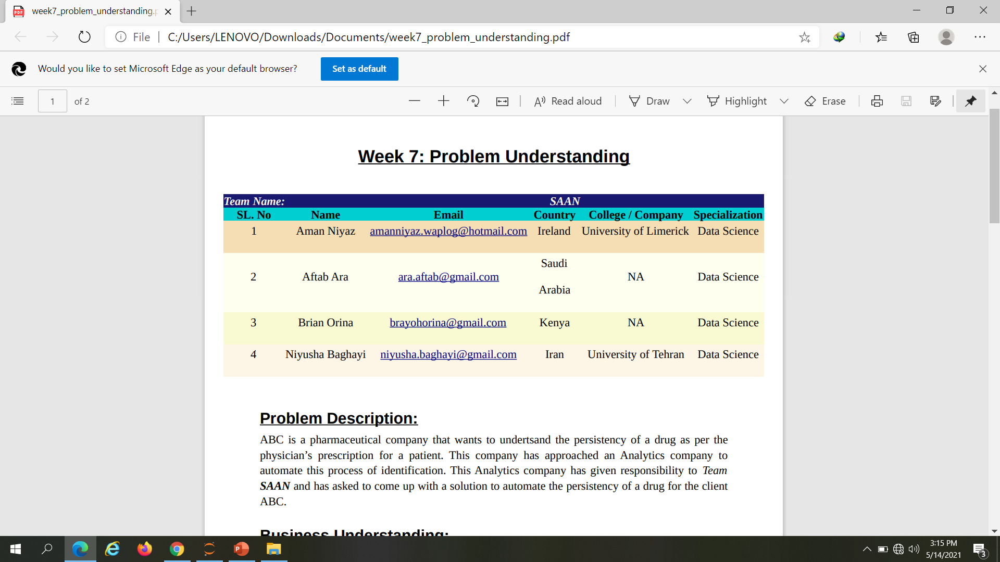 week7_problem_understanding.p
File
C:/Users/LENOVO/Downloads/Documents/week7_problem_understanding.pdf
Would you like to set Microsoft Edge as your default browser?
Set as default
1 of 2
Read aloud
Draw
Highlight
Erase
Week 7: Problem Understanding
Team Name: SAAN
SL. No Name Email Country College / Company Specialization
1 Aman Niyaz amanniyaz.waplog@hotmail.com Ireland University of Limerick Data Science
2 Aftab Ara ara.aftab@gmail.com Saudi Arabia NA Data Science
3 Brian Orina brayohorina@gmail.com Kenya NA Data Science
4 Niyusha Baghayi niyusha.baghayi@gmail.com Iran University of Tehran Data Science
Problem Description:
ABC is a pharmaceutical company that wants to undertsand the persistency of a drug as per the
physician’s prescription for a patient. This company has approached an Analytics company to
automate this process of identification. This Analytics company has given responsibility to Team
SAAN and has asked to come up with a solution to automate the persistency of a drug for the client
ABC.
Business Understanding:
3:15 PM
5/14/2021
3